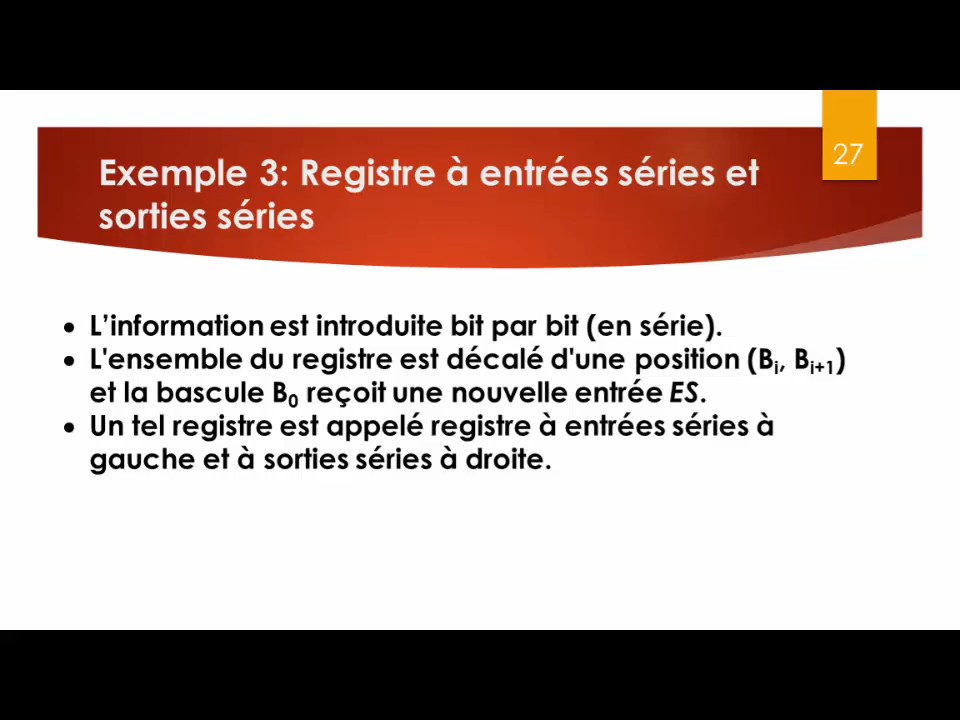 27
Exemple 3: Registre à entrées séries et
sorties séries
• L’information est introduite bit par bit (en série).
• L'ensemble du registre est décalé d'une position (Bi, Bi+1)
et la bascule B0 reçoit une nouvelle entrée ES.
• Un tel registre est appelé registre à entrées séries à
gauche et à sorties séries à droite.